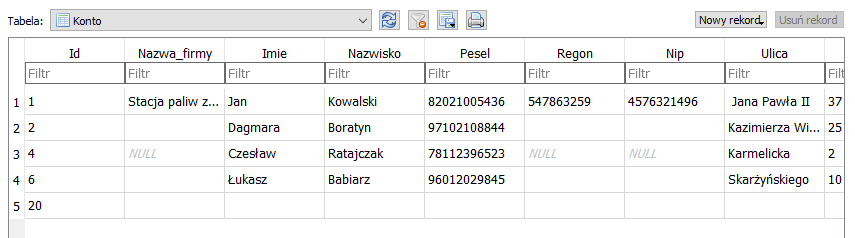 Tabela: Konto Nowy rekord Usuń rekord
Id Nazwa_firmy Imie Nazwisko Pesel Regon Nip Ulica
Filtr Filtr Filtr Filtr Filtr Filtr Filtr Filtr Filtr
1 1 Stacja paliw z... Jan Kowalski 82021005436 547863259 4576321496 Jana Pawła II 37
2 2 Dagmara Boratyn 97102108844 Kazimierza Wi... 25
3 4 NULL Czesław Ratajczak 78112396523 NULL NULL Karmelicka 2
4 6 Łukasz Babiarz 96012029845 Skarżyńskiego 10
5 20